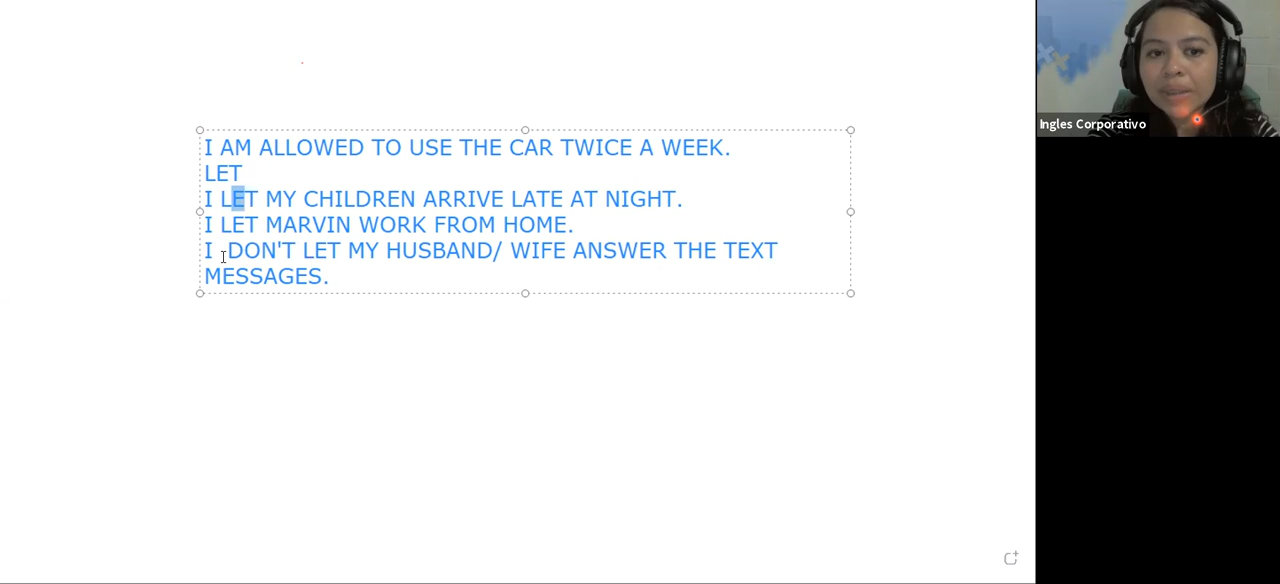 I AM ALLOWED TO USE THE CAR TWICE A WEEK.
LET
I LET MY CHILDREN ARRIVE LATE AT NIGHT.
I LET MARVIN WORK FROM HOME.
I  DON'T LET MY HUSBAND/ WIFE ANSWER THE TEXT
MESSAGES.
Ingles Corporativo